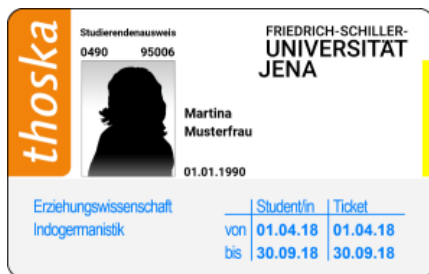 thoska
Studierendenausweis
0490 95006
FRIEDRICH-SCHILLER-
UNIVERSITÄT
JENA
Martina
Musterfrau
01.01.1990
Erziehungswissenschaft
Indogermanistik
Student/in Ticket
von 01.04.18 01.04.18
bis 30.09.18 30.09.18